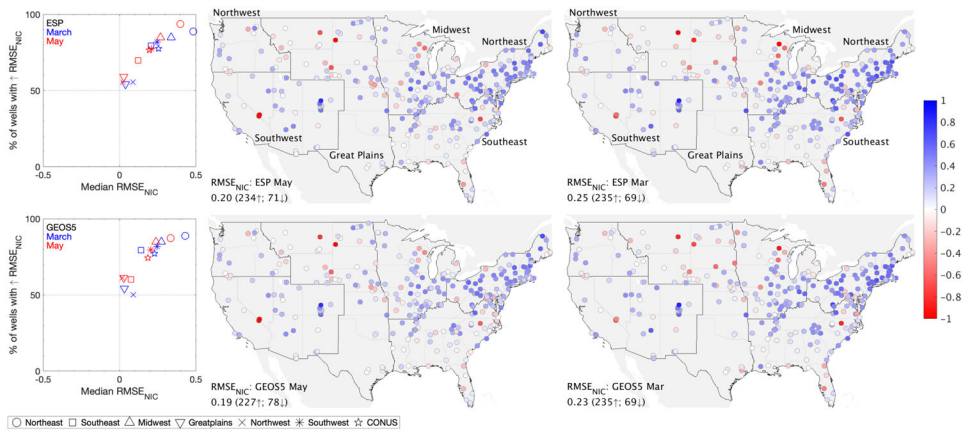 100
ESP
March
May
50
0
-0.5
0
0.5
% of wells with ↑ RMSE_NIC
Median RMSE_NIC
Northwest
Midwest
Northeast
Southwest
Great Plains
Southeast
RMSE_NIC: ESP May
0.20 (234↑; 71↓)
Northwest
Midwest
Northeast
Southwest
Great Plains
Southeast
RMSE_NIC: ESP Mar
0.25 (235↑; 69↓)
1
0.8
0.6
0.4
0.2
0
-0.2
-0.4
-0.6
-0.8
-1
100
GEOS5
March
May
50
0
-0.5
0
0.5
% of wells with ↑ RMSE_NIC
Median RMSE_NIC
RMSE_NIC: GEOS5 May
0.19 (227↑; 78↓)
RMSE_NIC: GEOS5 Mar
0.23 (235↑; 69↓)
Northeast Southeast Midwest Greatplains Northwest Southwest CONUS